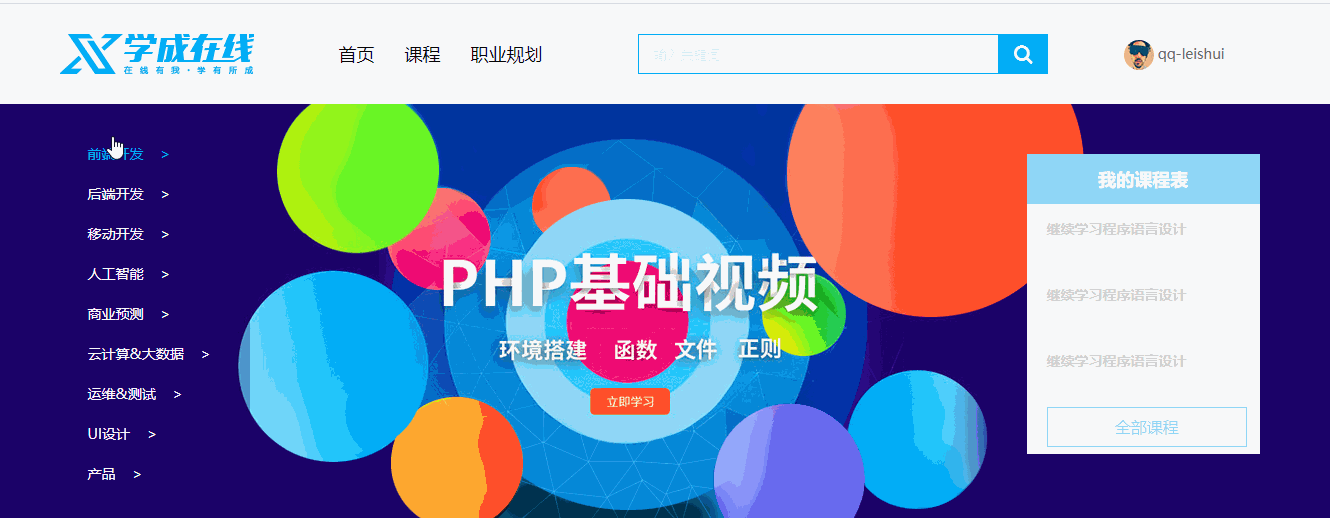 学成在线
在线有我·学有所成
首页 课程 职业规划
qq-leishui
前端开发 >
后端开发 >
移动开发 >
人工智能 >
商业预测 >
云计算&大数据 >
运维&测试 >
UI设计 >
产品 >
PHP基础视频
环境搭建 函数 文件 正则
立即学习
我的课程表
继续学习程序语言设计
继续学习程序语言设计
继续学习程序语言设计
全部课程